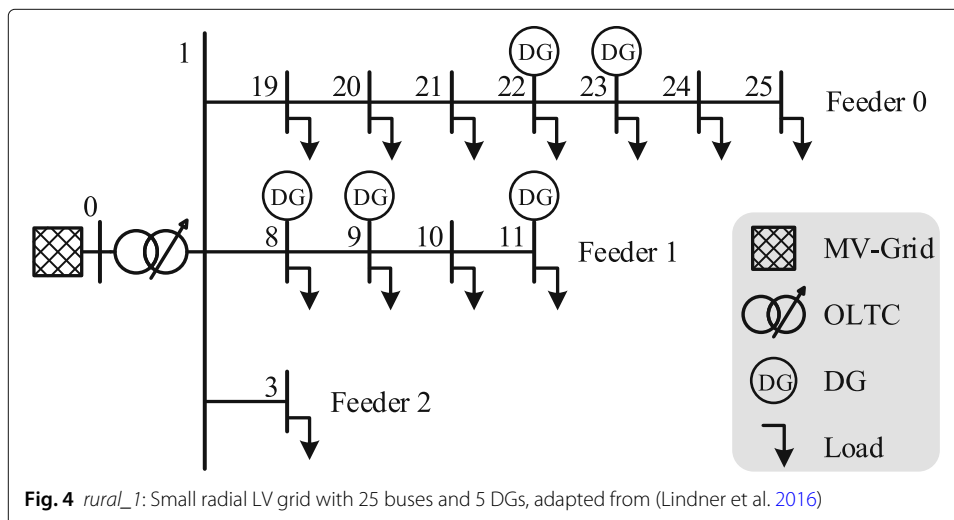 1
19 20 21 22 DG 23 DG 24 25 Feeder 0
0
8 DG 9 DG 10 11 DG Feeder 1
3 Feeder 2
MV-Grid
OLTC
DG DG
Load
Fig. 4 rural_1: Small radial LV grid with 25 buses and 5 DGs, adapted from (Lindner et al. 2016)